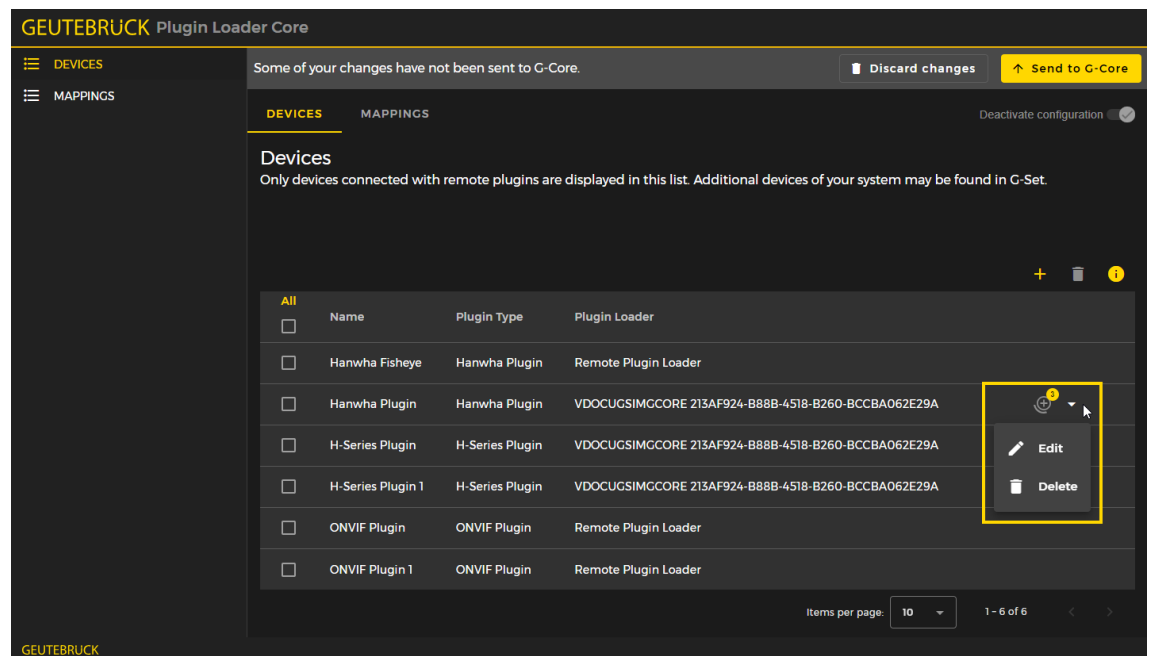 GEUTEBRÜCK Plugin Loader Core
DEVICES
MAPPINGS
Some of your changes have not been sent to G-Core.
Discard changes
Send to G-Core
DEVICES MAPPINGS
Deactivate configuration
Devices
Only devices connected with remote plugins are displayed in this list. Additional devices of your system may be found in G-Set.
All
Name Plugin Type Plugin Loader
Hanwha Fisheye Hanwha Plugin Remote Plugin Loader
Hanwha Plugin Hanwha Plugin VDOCUGSIMGCORE 213AF924-B88B-4518-B260-BCCBA062E29A 3
H-Series Plugin H-Series Plugin VDOCUGSIMGCORE 213AF924-B88B-4518-B260-BCCBA062E29A
Edit
H-Series Plugin 1 H-Series Plugin VDOCUGSIMGCORE 213AF924-B88B-4518-B260-BCCBA062E29A
Delete
ONVIF Plugin ONVIF Plugin Remote Plugin Loader
ONVIF Plugin 1 ONVIF Plugin Remote Plugin Loader
Items per page: 10 1 – 6 of 6
GEUTEBRUCK